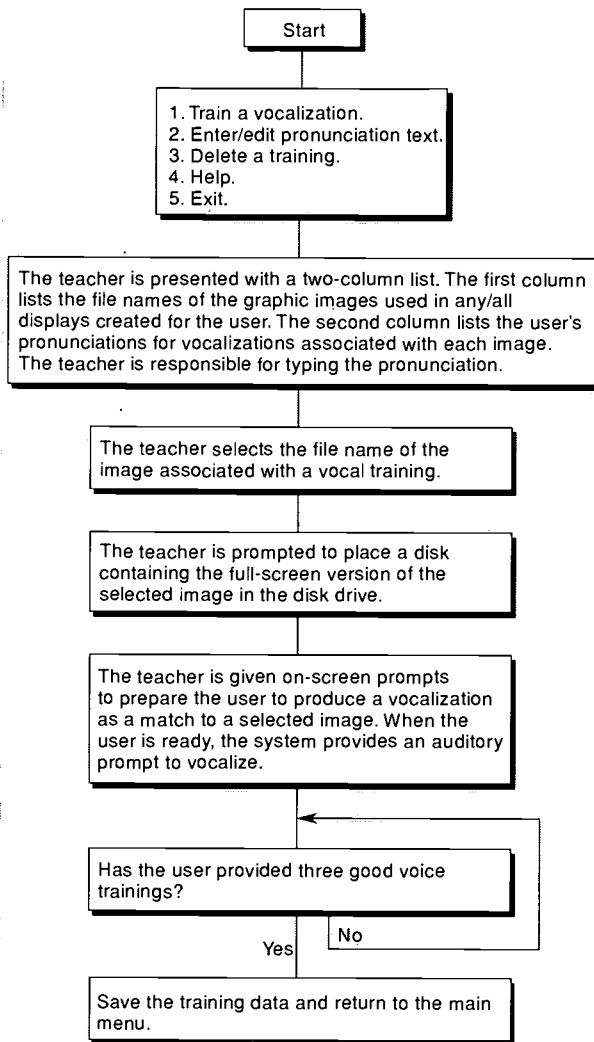 Start
1. Train a vocalization.
2. Enter/edit pronunciation text.
3. Delete a training.
4. Help.
5. Exit.
The teacher is presented with a two-column list. The first column
lists the file names of the graphic images used in any/all
displays created for the user. The second column lists the user's
pronunciations for vocalizations associated with each image.
The teacher is responsible for typing the pronunciation.
The teacher selects the file name of the
image associated with a vocal training.
The teacher is prompted to place a disk
containing the full-screen version of the
selected image in the disk drive.
The teacher is given on-screen prompts
to prepare the user to produce a vocalization
as a match to a selected image. When the
user is ready, the system provides an auditory
prompt to vocalize.
Has the user provided three good voice
trainings?
No
Yes
Save the training data and return to the main
menu.